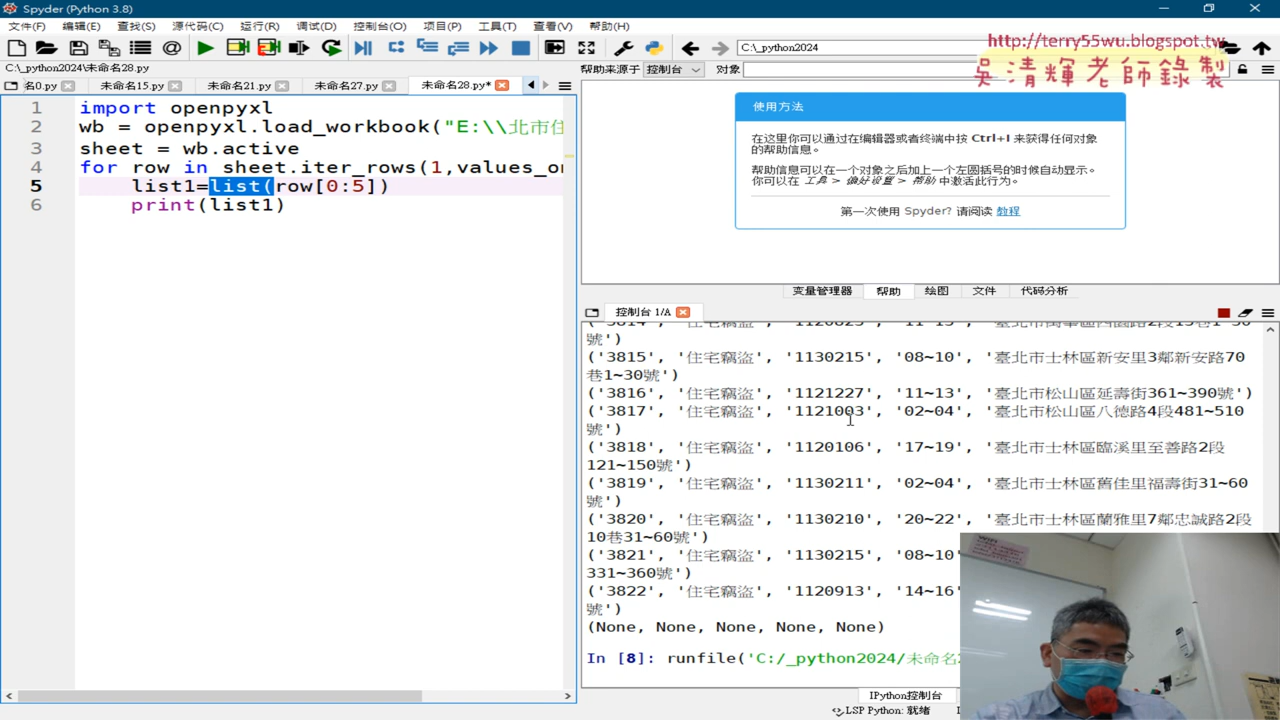 Spyder (Python 3.8)
文件(F) 编辑(E) 查找(S) 源代码(C) 运行(R) 调试(D) 控制台(O) 项目(P) 工具(T) 查看(V) 帮助(H)
C:\_python2024
http://terry55wu.blogspot.tw
吳清輝老師錄製
C:\_python2024\未命名28.py
帮助来源于 控制台 对象
名0.py 未命名15.py 未命名21.py 未命名27.py 未命名28.py*
1 import openpyxl
2 wb = openpyxl.load_workbook("E:\\北市住
3 sheet = wb.active
4 for row in sheet.iter_rows(1,values_on
5 list1=list(row[0:5])
6 print(list1)
使用方法
在这里你可以通过在编辑器或者终端中按 Ctrl+I 来获得任何对象
的帮助信息。
帮助信息可以在一个对象之后加上一个左圆括号的时候自动显示。
你可以在 工具 > 偏好设置 > 帮助 中激活此行为。
第一次使用 Spyder? 请阅读 教程
变量管理器 帮助 绘图 文件 代码分析
控制台 1/A
號')
('3815', '住宅竊盜', '1130215', '08~10', '臺北市士林區新安里3鄰新安路70
巷1~30號')
('3816', '住宅竊盜', '1121227', '11~13', '臺北市松山區延壽街361~390號')
('3817', '住宅竊盜', '1121003', '02~04', '臺北市松山區八德路4段481~510
號')
('3818', '住宅竊盜', '1120106', '17~19', '臺北市士林區臨溪里至善路2段
121~150號')
('3819', '住宅竊盜', '1130211', '02~04', '臺北市士林區舊佳里福壽街31~60
號')
('3820', '住宅竊盜', '1130210', '20~22', '臺北市士林區蘭雅里7鄰忠誠路2段
10巷31~60號')
('3821', '住宅竊盜', '1130215', '08~10'
331~360號')
('3822', '住宅竊盜', '1120913', '14~16'
號')
(None, None, None, None, None)
In [8]: runfile('C:/_python2024/未命名
IPython控制台
LSP Python: 就绪